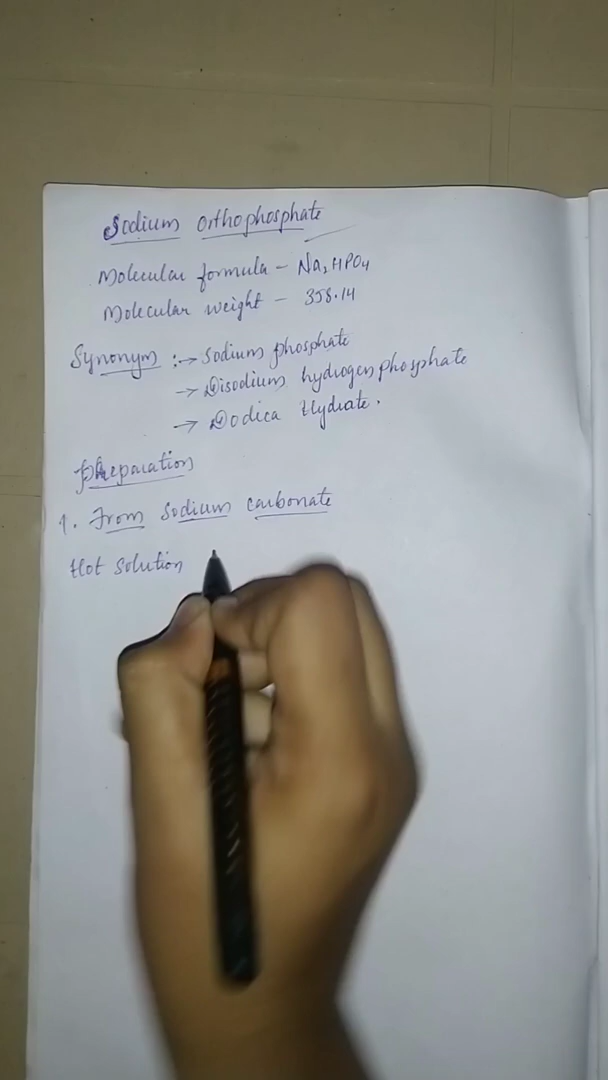 Sodium Orthophosphate
Molecular formula - Na₂HPO₄
Molecular weight - 358.14
Synonym :→ Sodium phosphate
→ Disodium hydrogen phosphate
→ Dodica Hydrate.
Preparation
1. From Sodium carbonate
Hot Solution